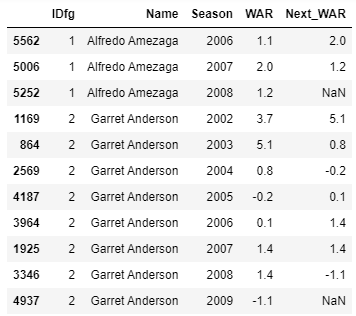 IDfg Name Season WAR Next_WAR
5562 1 Alfredo Amezaga 2006 1.1 2.0
5006 1 Alfredo Amezaga 2007 2.0 1.2
5252 1 Alfredo Amezaga 2008 1.2 NaN
1169 2 Garret Anderson 2002 3.7 5.1
864 2 Garret Anderson 2003 5.1 0.8
2569 2 Garret Anderson 2004 0.8 -0.2
4187 2 Garret Anderson 2005 -0.2 0.1
3964 2 Garret Anderson 2006 0.1 1.4
1925 2 Garret Anderson 2007 1.4 1.4
3346 2 Garret Anderson 2008 1.4 -1.1
4937 2 Garret Anderson 2009 -1.1 NaN